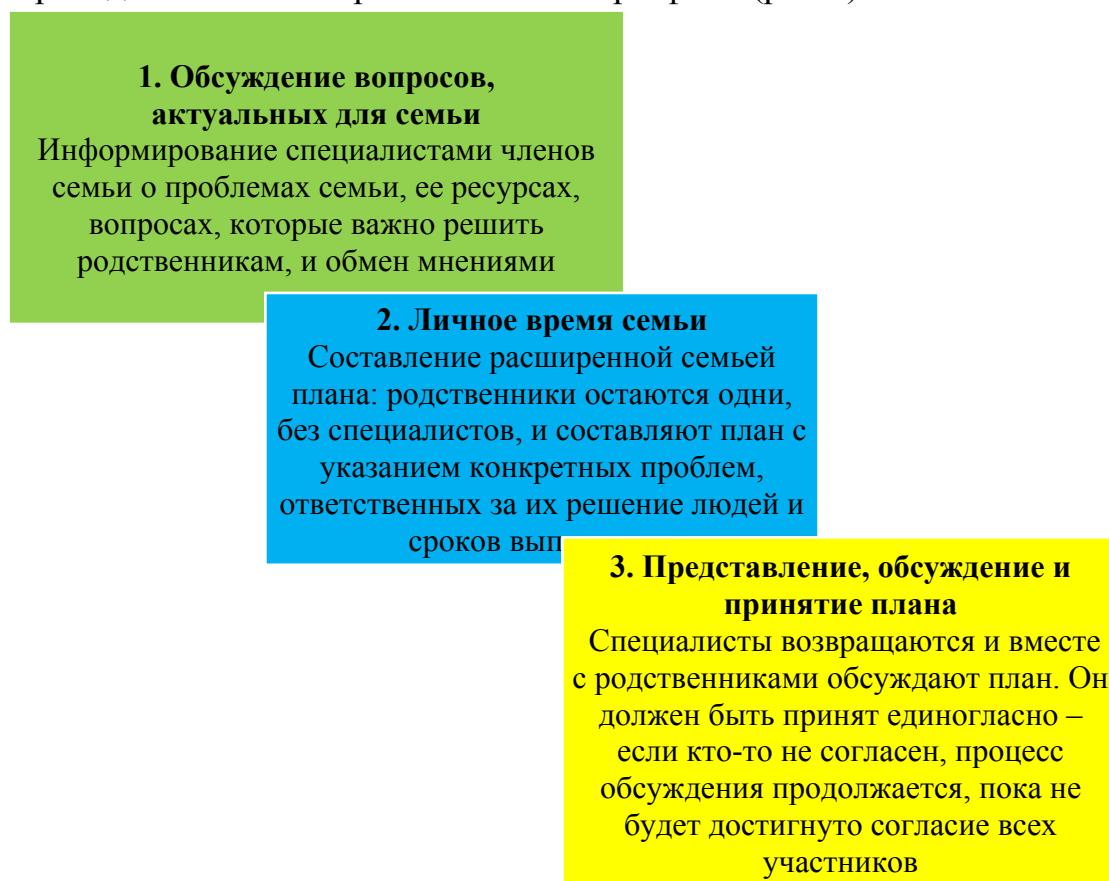 1. Обсуждение вопросов,
актуальных для семьи
Информирование специалистами членов
семьи о проблемах семьи, ее ресурсах,
вопросах, которые важно решить
родственникам, и обмен мнениями
2. Личное время семьи
Составление расширенной семьей
плана: родственники остаются одни,
без специалистов, и составляют план с
указанием конкретных проблем,
ответственных за их решение людей и
сроков вып
3. Представление, обсуждение и
принятие плана
Специалисты возвращаются и вместе
с родственниками обсуждают план. Он
должен быть принят единогласно –
если кто-то не согласен, процесс
обсуждения продолжается, пока не
будет достигнуто согласие всех
участников